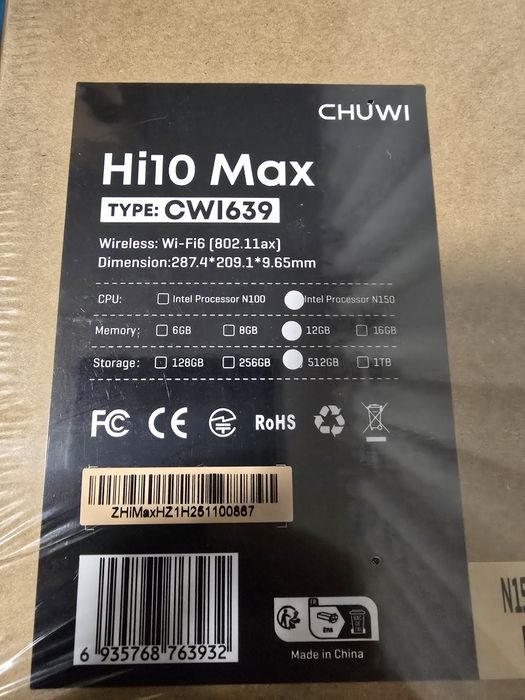 CHUWI
Hi10 Max
TYPE: CWI639
Wireless: Wi-Fi6 (802.11ax)
Dimension:287.4*209.1*9.65mm
CPU: Intel Processor N100 Intel Processor N150
Memory: 6GB 8GB 12GB 16GB
Storage: 128GB 256GB 512GB 1TB
FC CE RoHS
ZHIMaxHZ1H251100867
6 935768 763932
FR
Made in China